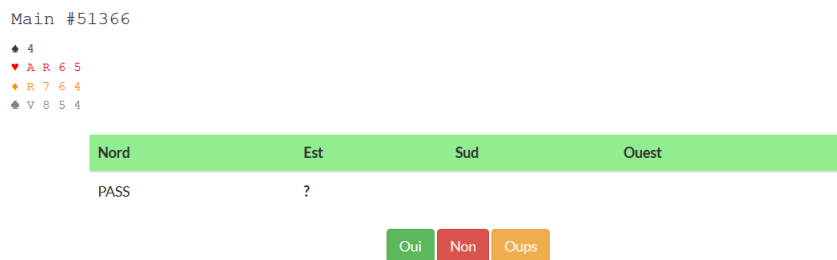 Main #51366
♠ 4
♥ A R 6 5
♦ R 7 6 4
♣ V 8 5 4
Nord Est Sud Ouest
PASS ?
Oui Non Oups